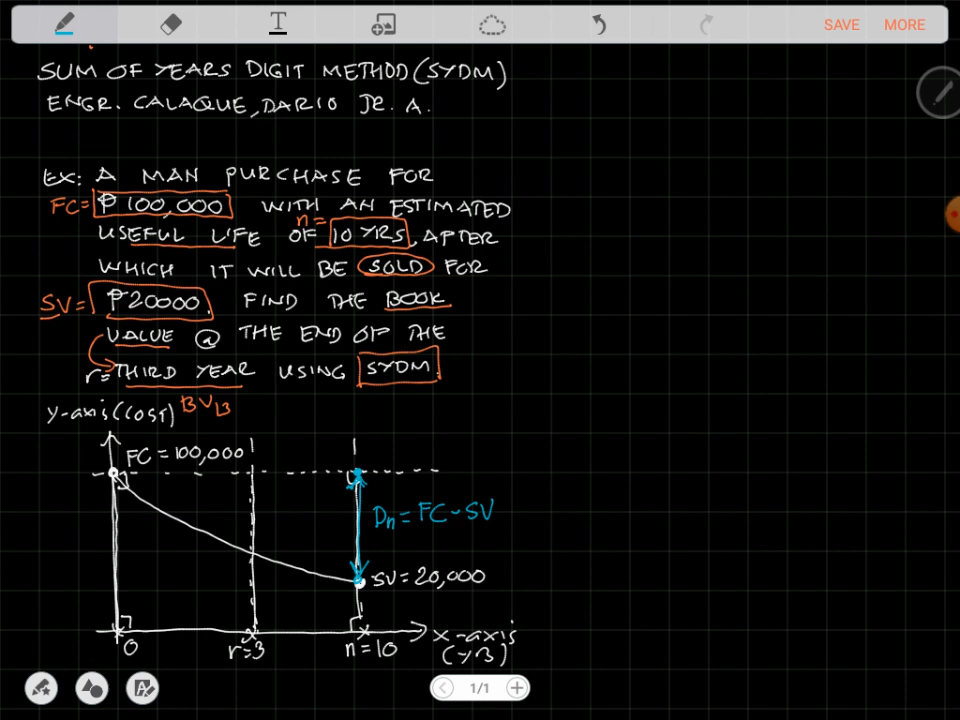 SAVE MORE
SUM OF YEARS DIGIT METHOD (SYDM)
ENGR. CALAQUE, DARIO JR. A.
EX: A MAN PURCHASE FOR
FC= ₱ 100,000 WITH AN ESTIMATED
n=
USEFUL LIFE OF 10 YRS, AFTER
WHICH IT WILL BE SOLD FOR
SV= ₱20000. FIND THE BOOK
VALUE @ THE END OF THE
r= THIRD YEAR USING SYDM.
y-axis (COST)
FC = 100,000
Dn = FC - SV
SV = 20,000
0 r=3 n=10 x-axis
1/1